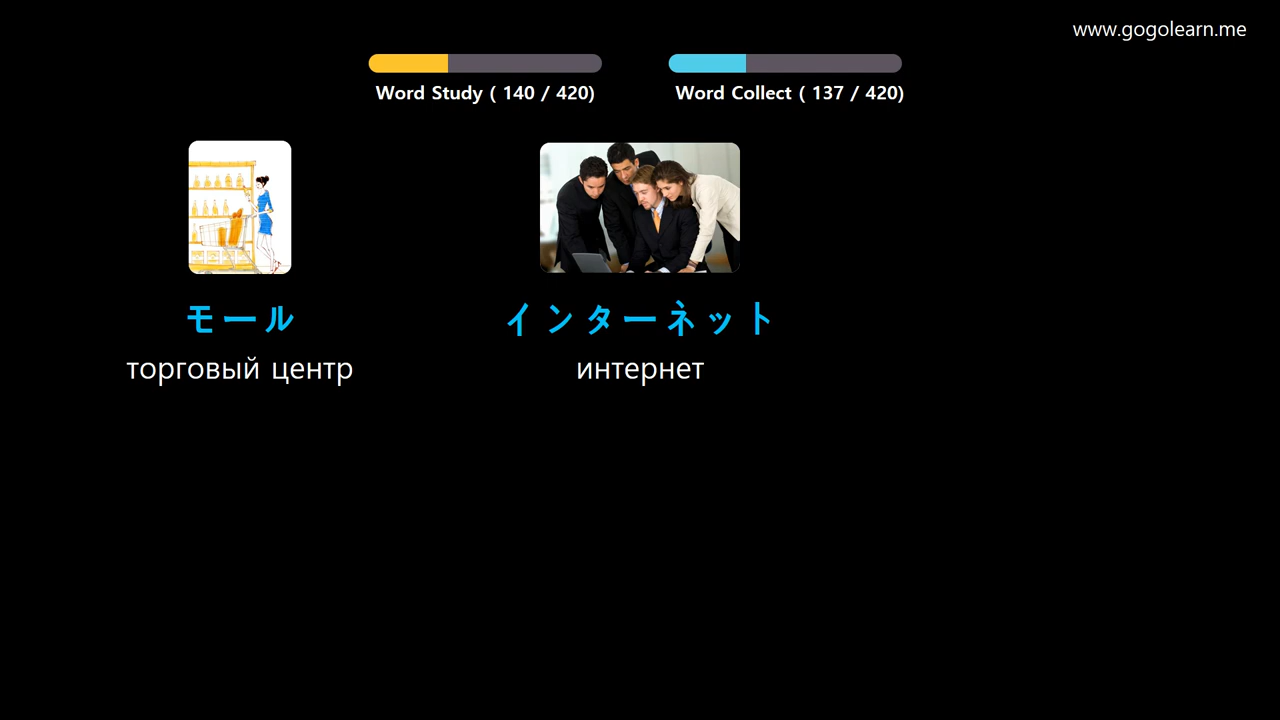 www.gogolearn.me
Word Study ( 140 / 420)
Word Collect ( 137 / 420)
モール
インターネット
торговый центр
интернет